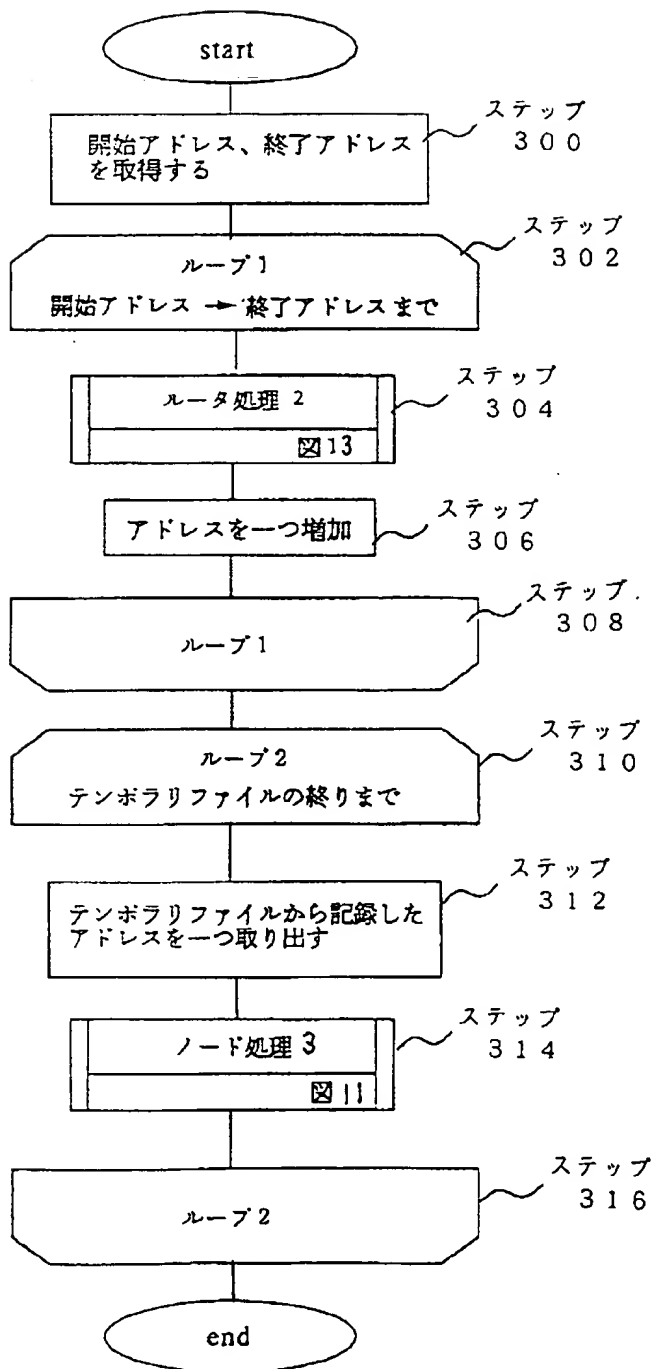 start
開始アドレス、終了アドレス
を取得する
ステップ
300
ループ1
開始アドレス → 終了アドレスまで
ステップ
302
ルータ処理 2
図13
ステップ
304
アドレスを一つ増加
ステップ
306
ループ1
ステップ
308
ループ2
テンポラリファイルの終りまで
ステップ
310
テンポラリファイルから記録した
アドレスを一つ取り出す
ステップ
312
ノード処理 3
図11
ステップ
314
ループ2
ステップ
316
end